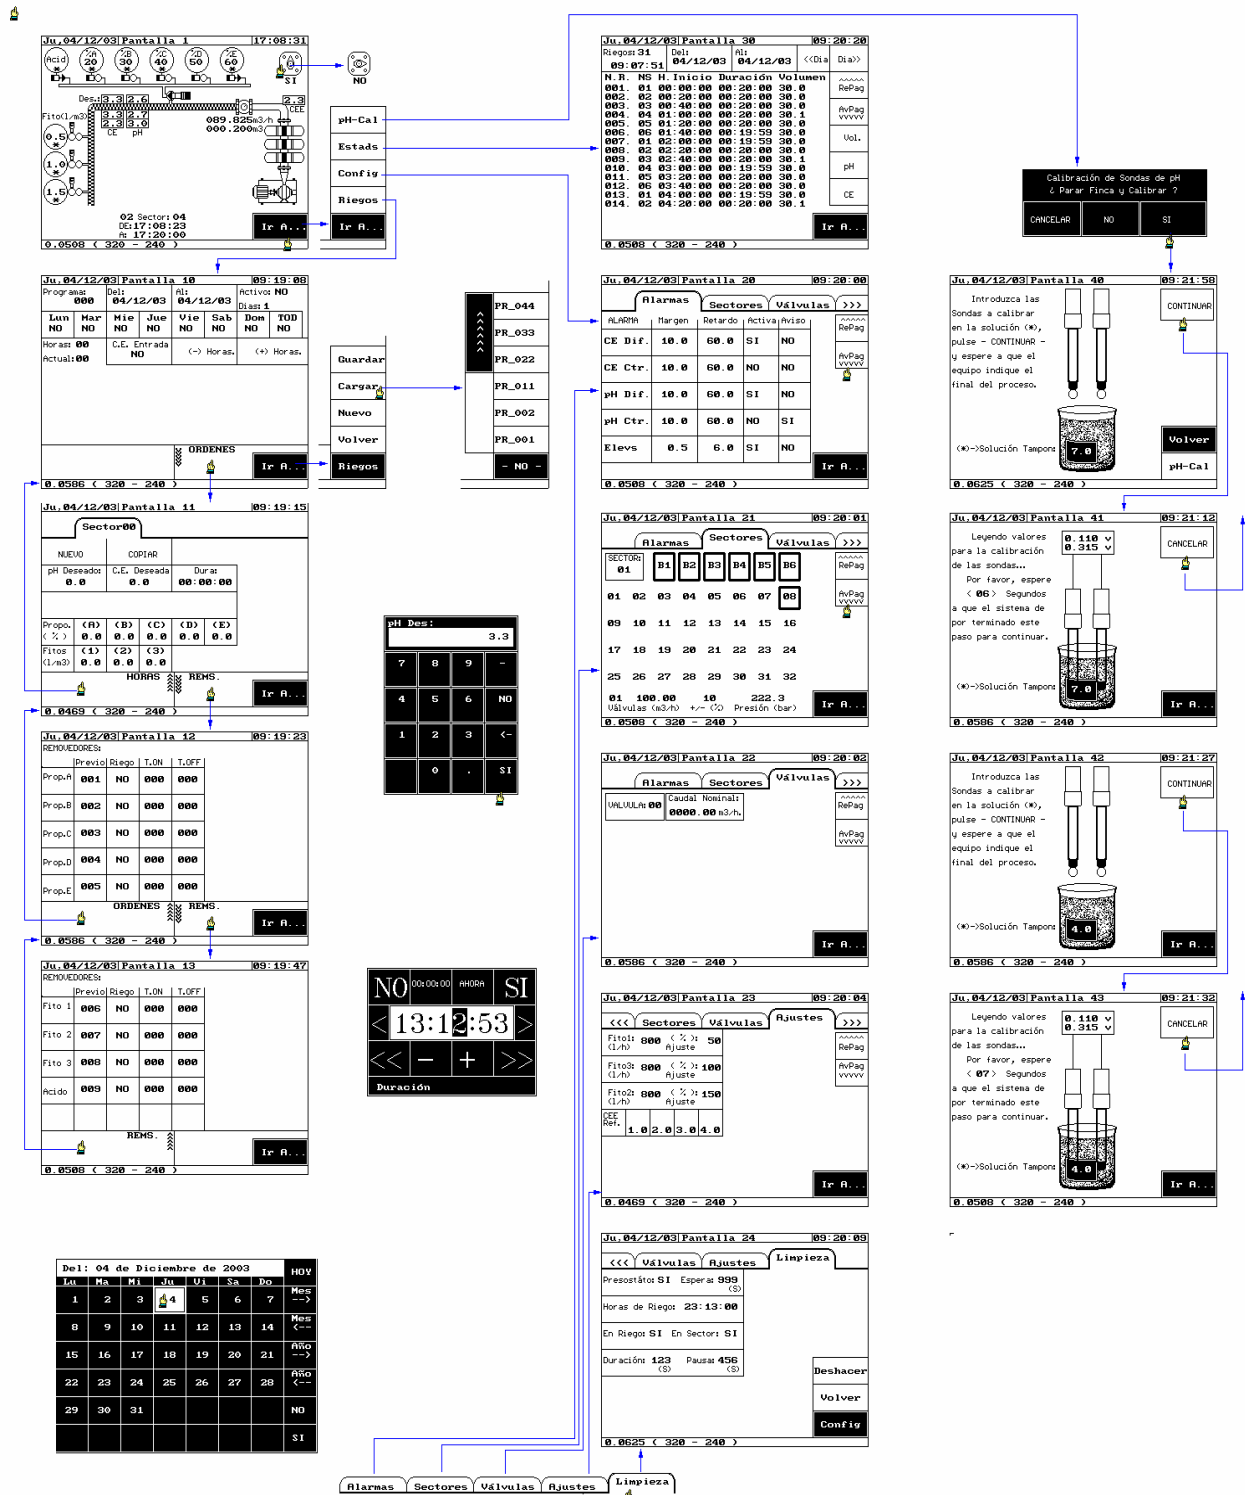 Ju,04/12/03 Pantalla 1 17:08:31
Acid %A 20 %B 30 %C 40 %D 50 %E 60
SI NO
Des.: 3.3 2.6
3.3 2.7
2.3 3.0
CE pH
2.3
CEE
Fito(l/m3)
089.825m3/h
000.200m3
0.5
1.0
1.5
02 Sector: 04
DE:17:08:23
A: 17:20:00
Ir A...
0.0508 ( 320 - 240 )
pH-Cal
Estads
Config
Riegos
Ir A...
Ju,04/12/03 Pantalla 30 09:20:20
Riegos: 31 Del: Al:
09:07:51 04/12/03 04/12/03 <<Dia Dia>>
N.R. NS H.Inicio Duración Volumen
001. 01 00:00:00 00:20:00 30.0
002. 02 00:20:00 00:20:00 30.0
003. 03 00:40:00 00:20:00 30.0
004. 04 01:00:00 00:20:00 30.1
005. 05 01:20:00 00:20:00 30.0
006. 06 01:40:00 00:19:59 30.0
007. 01 02:00:00 00:19:59 30.0
008. 02 02:20:00 00:20:00 30.0
009. 03 02:40:00 00:20:00 30.1
010. 04 03:00:00 00:19:59 30.0
011. 05 03:20:00 00:20:00 30.0
012. 06 03:40:00 00:20:00 30.0
013. 01 04:00:00 00:19:59 30.0
014. 02 04:20:00 00:20:00 30.1
RePag
AvPag
Vol.
pH
CE
Ir A...
0.0508 ( 320 - 240 )
Calibración de Sondas de pH
¿ Parar Finca y Calibrar ?
CANCELAR NO SI
Ju,04/12/03 Pantalla 10 09:19:08
Programa: Del: Al: Activo: NO
000 04/12/03 04/12/03 Dias: 1
Lun Mar Mie Jue Vie Sab Dom TOD
NO NO NO NO NO NO NO NO
Horas: 00 C.E. Entrada (-) Horas. (+) Horas.
Actual:00 NO
ORDENES
Ir A...
0.0586 ( 320 - 240 )
Guardar
Cargar
Nuevo
Volver
Riegos
PR_044
PR_033
PR_022
PR_011
PR_002
PR_001
- NO -
Ju,04/12/03 Pantalla 20 09:20:00
Alarmas Sectores Válvulas >>>
ALARMA Margen Retardo Activa Aviso
CE Dif. 10.0 60.0 SI NO
CE Ctr. 10.0 60.0 NO NO
pH Dif. 10.0 60.0 SI NO
pH Ctr. 10.0 60.0 NO SI
Elevs 0.5 6.0 SI NO
RePag
AvPag
Ir A...
0.0508 ( 320 - 240 )
Ju,04/12/03 Pantalla 40 09:21:58
Introduzca las
Sondas a calibrar
en la solución (*),
pulse - CONTINUAR -
y espere a que el
equipo indique el
final del proceso.
CONTINUAR
(*)->Solución Tampon: 7.0
Volver
pH-Cal
0.0625 ( 320 - 240 )
Ju,04/12/03 Pantalla 11 09:19:15
Sector00
NUEVO COPIAR
pH Deseado: C.E. Deseada Dura:
0.0 0.0 00:00:00
Propo. (A) (B) (C) (D) (E)
( % ) 0.0 0.0 0.0 0.0 0.0
Fitos (1) (2) (3)
(l/m3) 0.0 0.0 0.0
HORAS REMS.
Ir A...
0.0469 ( 320 - 240 )
pH Des:
3.3
7 8 9 -
4 5 6 NO
1 2 3 <-
0 . SI
Ju,04/12/03 Pantalla 21 09:20:01
Alarmas Sectores Válvulas >>>
SECTOR: 01 B1 B2 B3 B4 B5 B6
01 02 03 04 05 06 07 08
09 10 11 12 13 14 15 16
17 18 19 20 21 22 23 24
25 26 27 28 29 30 31 32
01 100.00 10 222.3
Válvulas (m3/h) +/- (%) Presión (bar)
RePag
AvPag
Ir A...
0.0508 ( 320 - 240 )
Ju,04/12/03 Pantalla 41 09:21:12
Leyendo valores
para la calibración
de las sondas...
Por favor, espere
< 06 > Segundos
a que el sistema de
por terminado este
paso para continuar.
0.110 v
0.315 v
CANCELAR
(*)->Solución Tampon: 7.0
Ir A...
0.0586 ( 320 - 240 )
Ju,04/12/03 Pantalla 12 09:19:23
REMOVEDORES:
Previo Riego T.ON T.OFF
Prop.A 001 NO 000 000
Prop.B 002 NO 000 000
Prop.C 003 NO 000 000
Prop.D 004 NO 000 000
Prop.E 005 NO 000 000
ORDENES REMS.
Ir A...
0.0586 ( 320 - 240 )
Ju,04/12/03 Pantalla 22 09:20:02
Alarmas Sectores Válvulas >>>
VALVULA: 00 Caudal Nominal:
0000.00 m3/h.
RePag
AvPag
Ir A...
0.0586 ( 320 - 240 )
Ju,04/12/03 Pantalla 42 09:21:27
Introduzca las
Sondas a calibrar
en la solución (*),
pulse - CONTINUAR -
y espere a que el
equipo indique el
final del proceso.
CONTINUAR
(*)->Solución Tampon: 4.0
Ir A...
0.0586 ( 320 - 240 )
Ju,04/12/03 Pantalla 13 09:19:47
REMOVEDORES:
Previo Riego T.ON T.OFF
Fito 1 006 NO 000 000
Fito 2 007 NO 000 000
Fito 3 008 NO 000 000
Acido 009 NO 000 000
REMS.
Ir A...
0.0508 ( 320 - 240 )
NO 00:00:00 AHORA SI
< 13:12:53 >
<< - + >>
Duración
Ju,04/12/03 Pantalla 23 09:20:04
<<< Sectores Válvulas Ajustes >>>
Fito1: 800 ( % ): 50
(l/h) Ajuste
Fito3: 800 ( % ): 100
(l/h) Ajuste
Fito2: 800 ( % ): 150
(l/h) Ajuste
CEE
Ref. 1.0 2.0 3.0 4.0
RePag
AvPag
Ir A...
0.0469 ( 320 - 240 )
Ju,04/12/03 Pantalla 43 09:21:32
Leyendo valores
para la calibración
de las sondas...
Por favor, espere
< 07 > Segundos
a que el sistema de
por terminado este
paso para continuar.
0.110 v
0.315 v
CANCELAR
(*)->Solución Tampon: 4.0
Ir A...
0.0508 ( 320 - 240 )
Del: 04 de Diciembre de 2003 HOY
Lu Ma Mi Ju Vi Sa Do
1 2 3 4 5 6 7 Mes -->
8 9 10 11 12 13 14 Mes <--
15 16 17 18 19 20 21 Año -->
22 23 24 25 26 27 28 Año <--
29 30 31 NO
SI
Ju,04/12/03 Pantalla 24 09:20:09
<<< Válvulas Ajustes Limpieza
Presostáto: SI Espera: 999
(S)
Horas de Riego: 23:13:00
En Riego: SI En Sector: SI
Duración: 123 Pausa: 456
(S) (S)
Deshacer
Volver
Config
0.0625 ( 320 - 240 )
Alarmas Sectores Válvulas Ajustes Limpieza